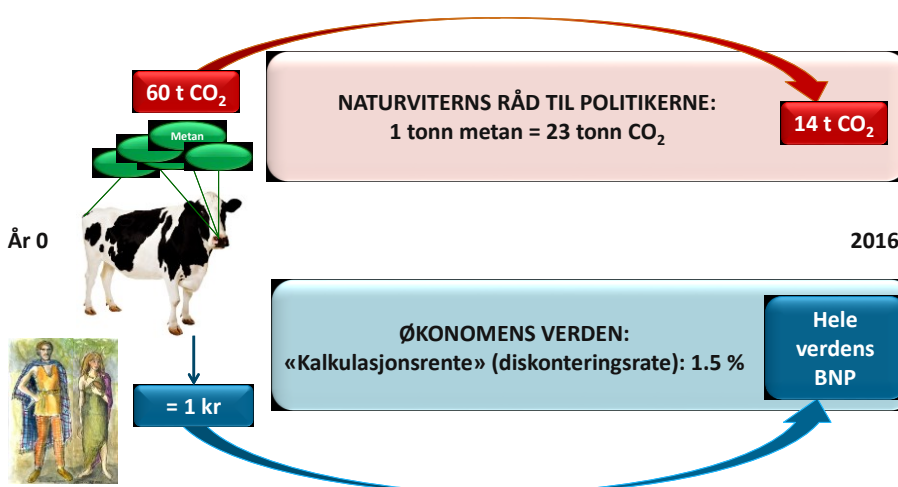 60 t CO₂
NATURVITERNS RÅD TIL POLITIKERNE:
1 tonn metan = 23 tonn CO₂
14 t CO₂
Metan
År 0
2016
ØKONOMENS VERDEN:
«Kalkulasjonsrente» (diskonteringsrate): 1.5 %
Hele
verdens
BNP
= 1 kr